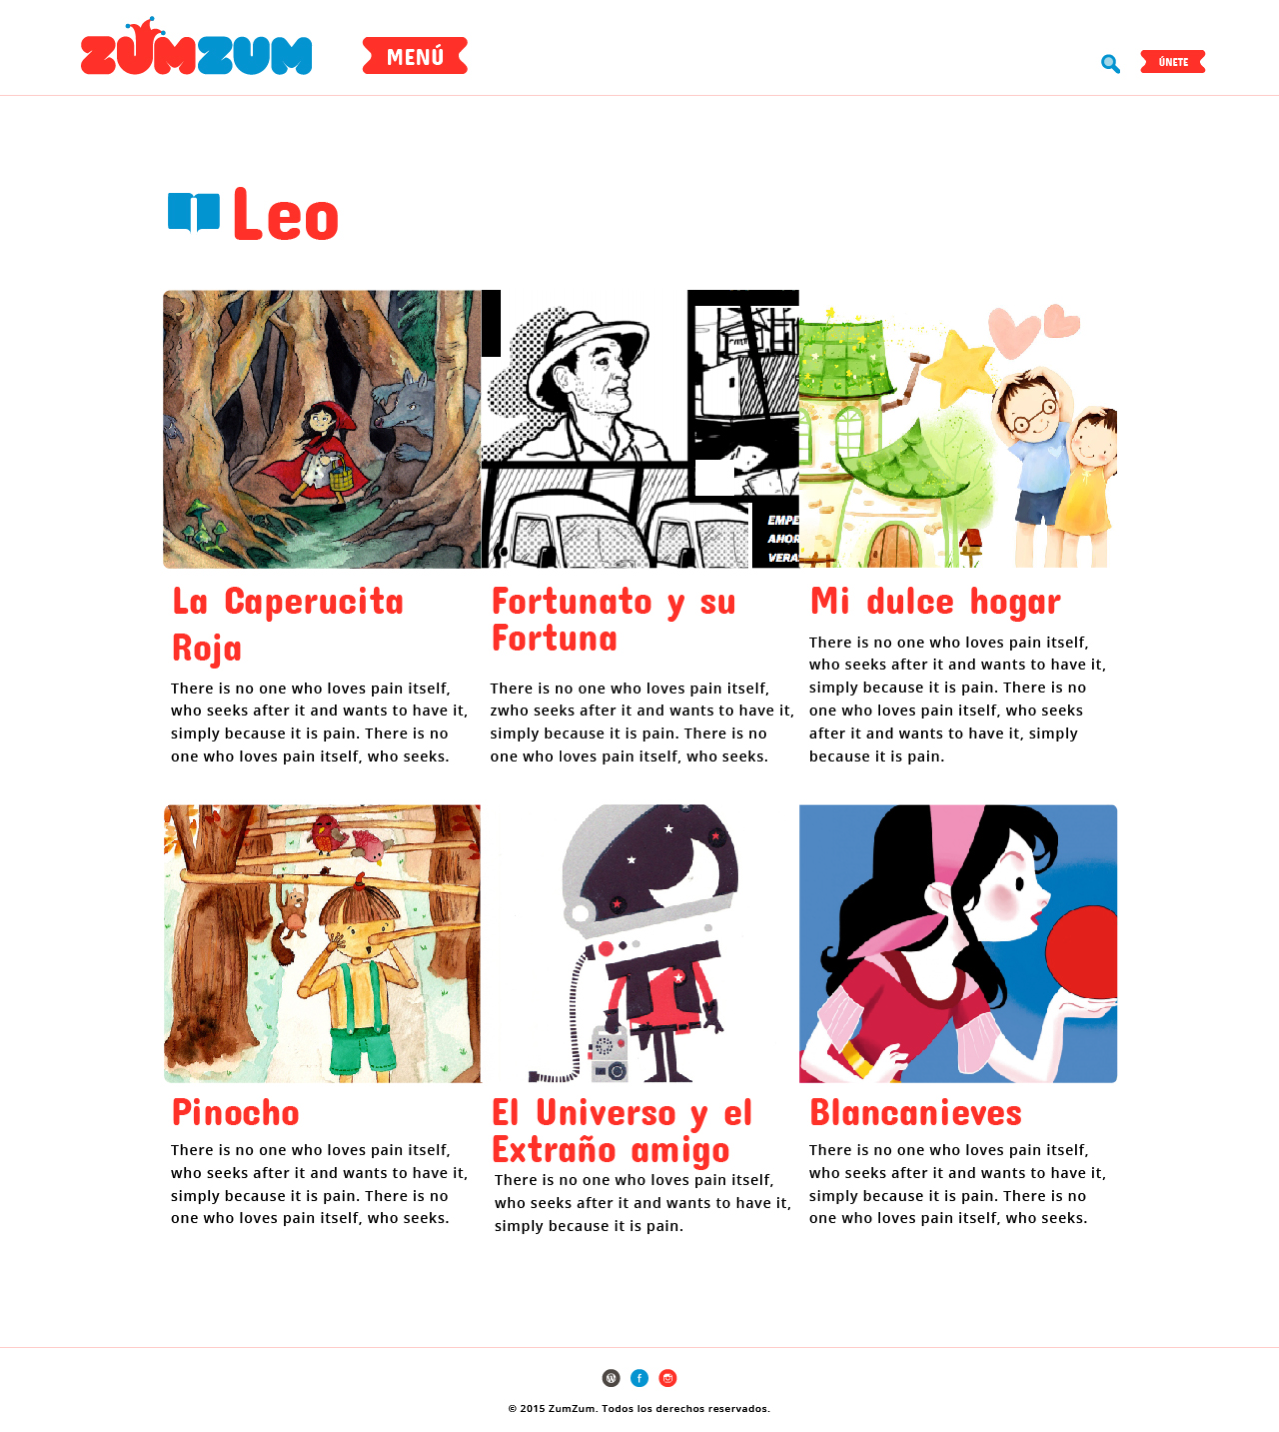 ZUMZUM
MENÚ
ÚNETE
Leo
EMPE
AHOR
VERA
La Caperucita
Roja
There is no one who loves pain itself,
who seeks after it and wants to have it,
simply because it is pain. There is no
one who loves pain itself, who seeks.
Fortunato y su
Fortuna
There is no one who loves pain itself,
zwho seeks after it and wants to have it,
simply because it is pain. There is no
one who loves pain itself, who seeks.
Mi dulce hogar
There is no one who loves pain itself,
who seeks after it and wants to have it,
simply because it is pain. There is no
one who loves pain itself, who seeks
after it and wants to have it, simply
because it is pain.
Pinocho
There is no one who loves pain itself,
who seeks after it and wants to have it,
simply because it is pain. There is no
one who loves pain itself, who seeks.
El Universo y el
Extraño amigo
There is no one who loves pain itself,
who seeks after it and wants to have it,
simply because it is pain.
Blancanieves
There is no one who loves pain itself,
who seeks after it and wants to have it,
simply because it is pain. There is no
one who loves pain itself, who seeks.
© 2015 ZumZum. Todos los derechos reservados.